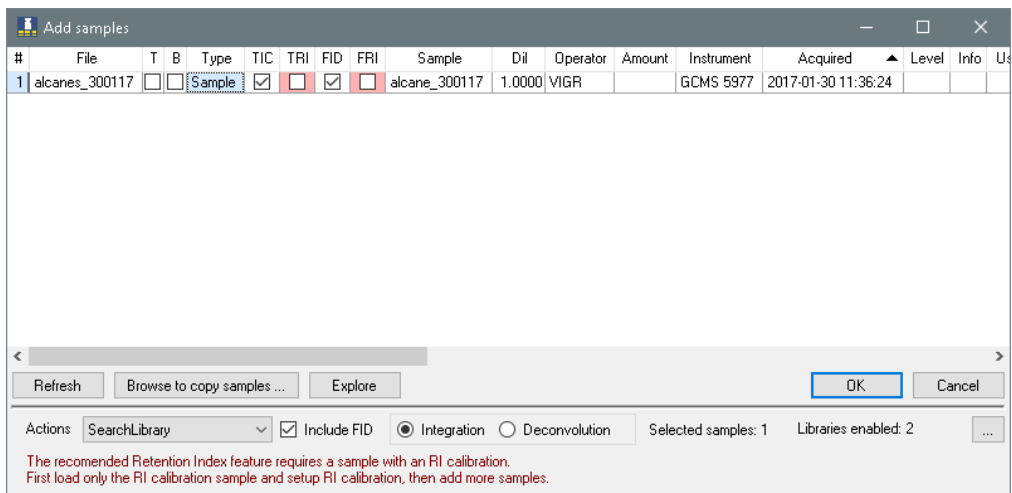 Add samples
# File T B Type TIC TRI FID FRI Sample Dil Operator Amount Instrument Acquired Level Info Us
1 alcanes_300117 Sample alcane_300117 1.0000 VIGR GCMS 5977 2017-01-30 11:36:24
Refresh Browse to copy samples ... Explore OK Cancel
Actions SearchLibrary Include FID Integration Deconvolution Selected samples: 1 Libraries enabled: 2 ...
The recomended Retention Index feature requires a sample with an RI calibration.
First load only the RI calibration sample and setup RI calibration, then add more samples.